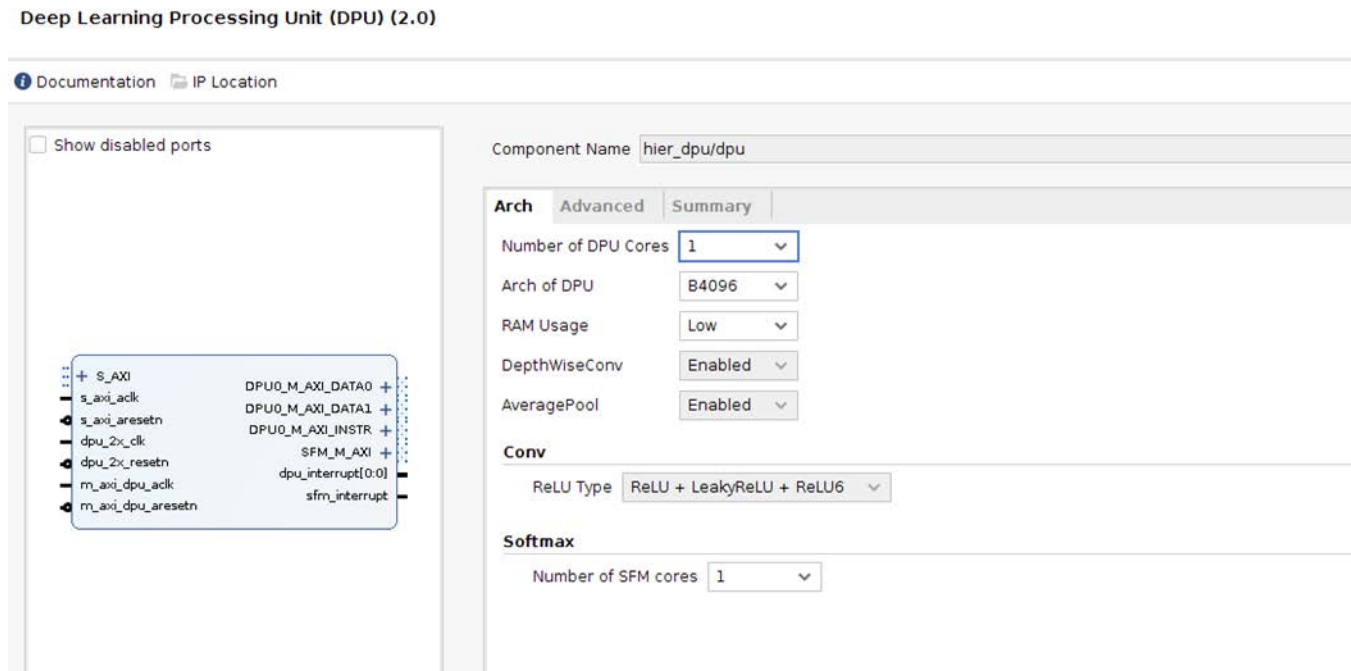 Deep Learning Processing Unit (DPU) (2.0)
Documentation IP Location
Show disabled ports
S_AXI
s_axi_aclk
s_axi_aresetn
dpu_2x_clk
dpu_2x_resetn
m_axi_dpu_aclk
m_axi_dpu_aresetn
DPU0_M_AXI_DATA0
DPU0_M_AXI_DATA1
DPU0_M_AXI_INSTR
SFM_M_AXI
dpu_interrupt[0:0]
sfm_interrupt
Component Name hier_dpu/dpu
Arch Advanced Summary
Number of DPU Cores 1
Arch of DPU B4096
RAM Usage Low
DepthWiseConv Enabled
AveragePool Enabled
Conv
ReLU Type ReLU + LeakyReLU + ReLU6
Softmax
Number of SFM cores 1